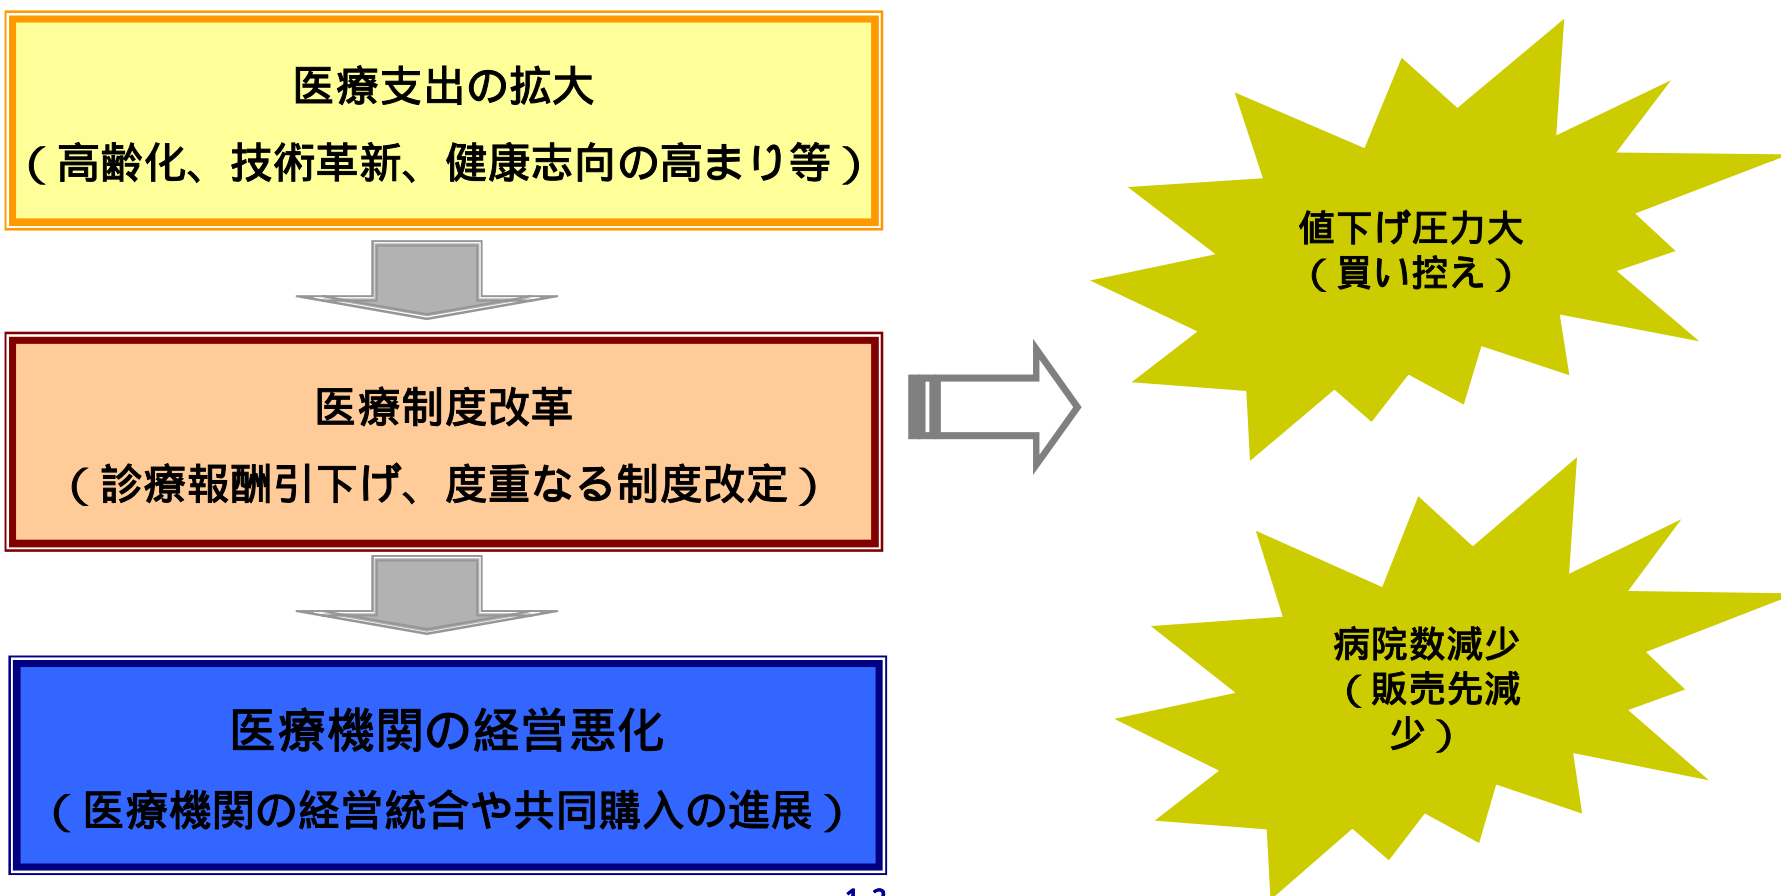 医療支出の拡大
（高齢化、技術革新、健康志向の高まり等）
医療制度改革
（診療報酬引下げ、度重なる制度改定）
医療機関の経営悪化
（医療機関の経営統合や共同購入の進展）
値下げ圧力大
（買い控え）
病院数減少
（販売先減
少）